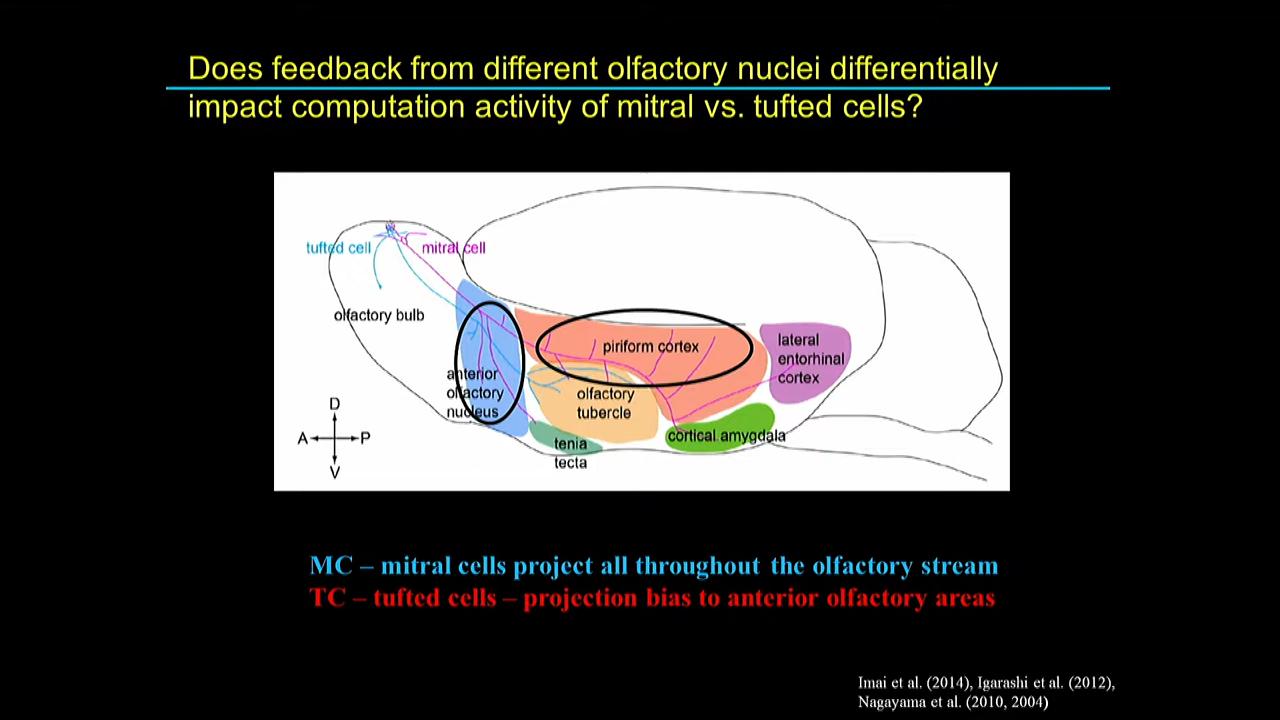 Does feedback from different olfactory nuclei differentially
impact computation activity of mitral vs. tufted cells?
tufted cell
mitral cell
olfactory bulb
piriform cortex
lateral
entorhinal
cortex
anterior
olfactory
nucleus
olfactory
tubercle
D
A
P
V
tenia
tecta
cortical amygdala
MC – mitral cells project all throughout the olfactory stream
TC – tufted cells – projection bias to anterior olfactory areas
Imai et al. (2014), Igarashi et al. (2012),
Nagayama et al. (2010, 2004)